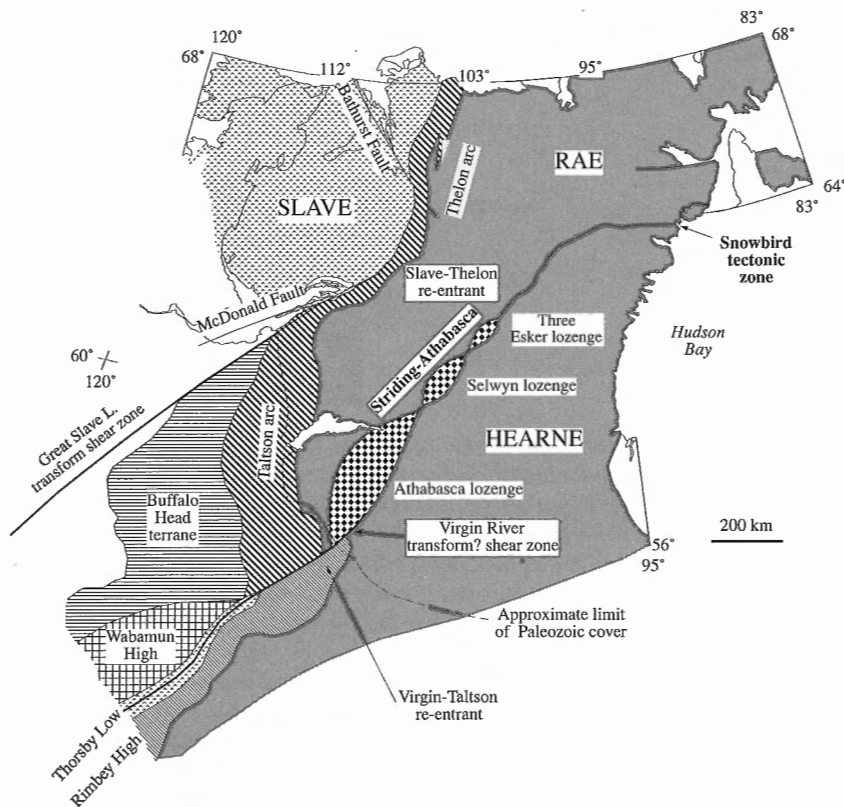 83°
68°
120°
68°
112°
103°
95°
Bathurst Fault
Thelon arc
RAE
SLAVE
64°
83°
Snowbird
tectonic
zone
Slave-Thelon
re-entrant
McDonald Fault
Three
Esker lozenge
Hudson
Bay
60°
120°
Striding-Athabasca
Selwyn lozenge
Great Slave L.
transform shear zone
Taltson arc
HEARNE
Athabasca lozenge
Buffalo
Head
terrane
Virgin River
transform? shear zone
200 km
56°
95°
Approximate limit
of Paleozoic cover
Wabamun
High
Virgin-Taltson
re-entrant
Thorsby Low
Rimbey High